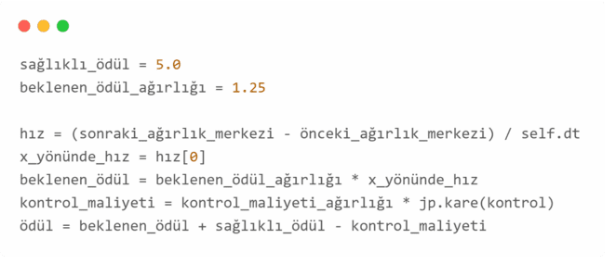 sağlıklı_ödül = 5.0
beklenen_ödül_ağırlığı = 1.25
hız = (sonraki_ağırlık_merkezi - önceki_ağırlık_merkezi) / self.dt
x_yönünde_hız = hız[0]
beklenen_ödül = beklenen_ödül_ağırlığı * x_yönünde_hız
kontrol_maliyeti = kontrol_maliyeti_ağırlığı * jp.kare(kontrol)
ödül = beklenen_ödül + sağlıklı_ödül - kontrol_maliyeti